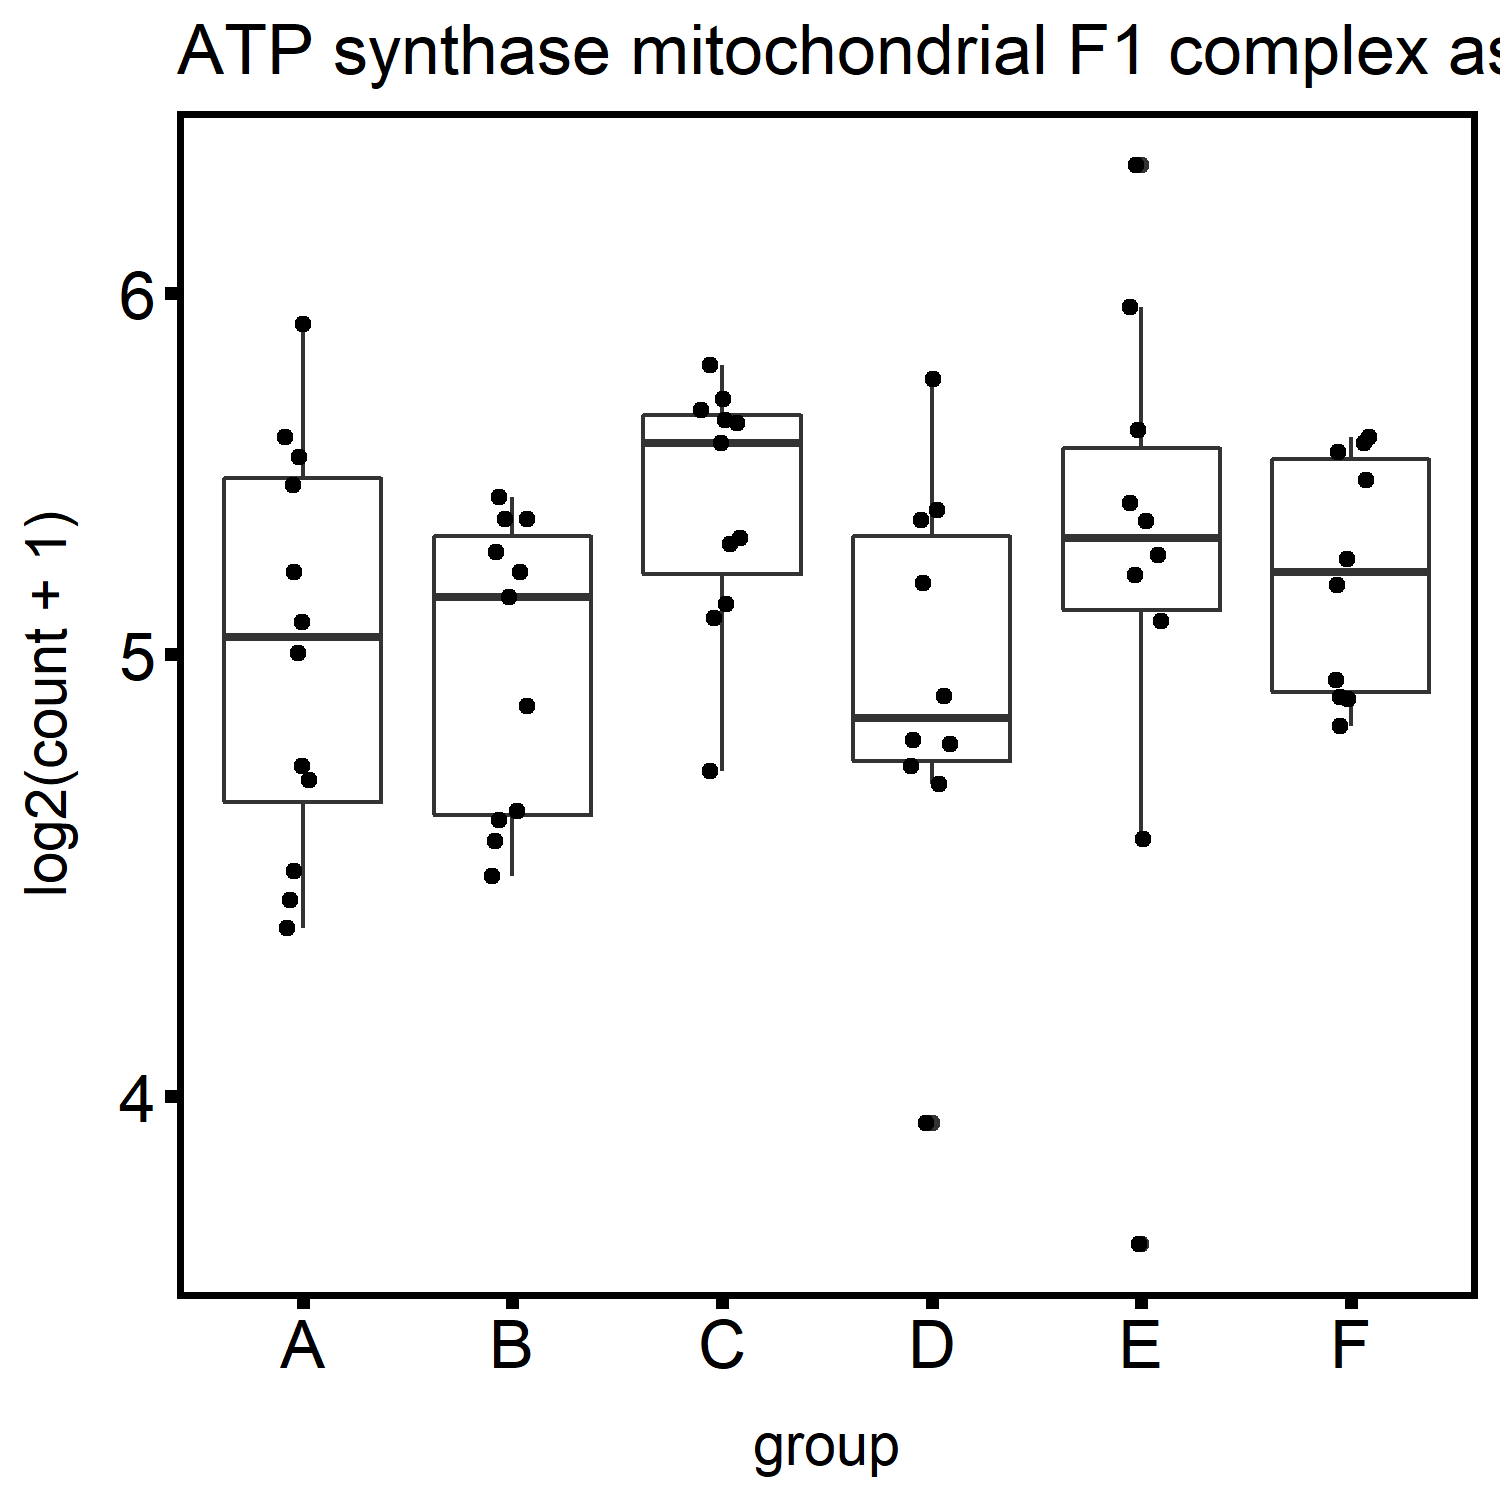 ATP synthase mitochondrial F1 complex as
log2(count + 1)
6
5
4
A B C D E F
group